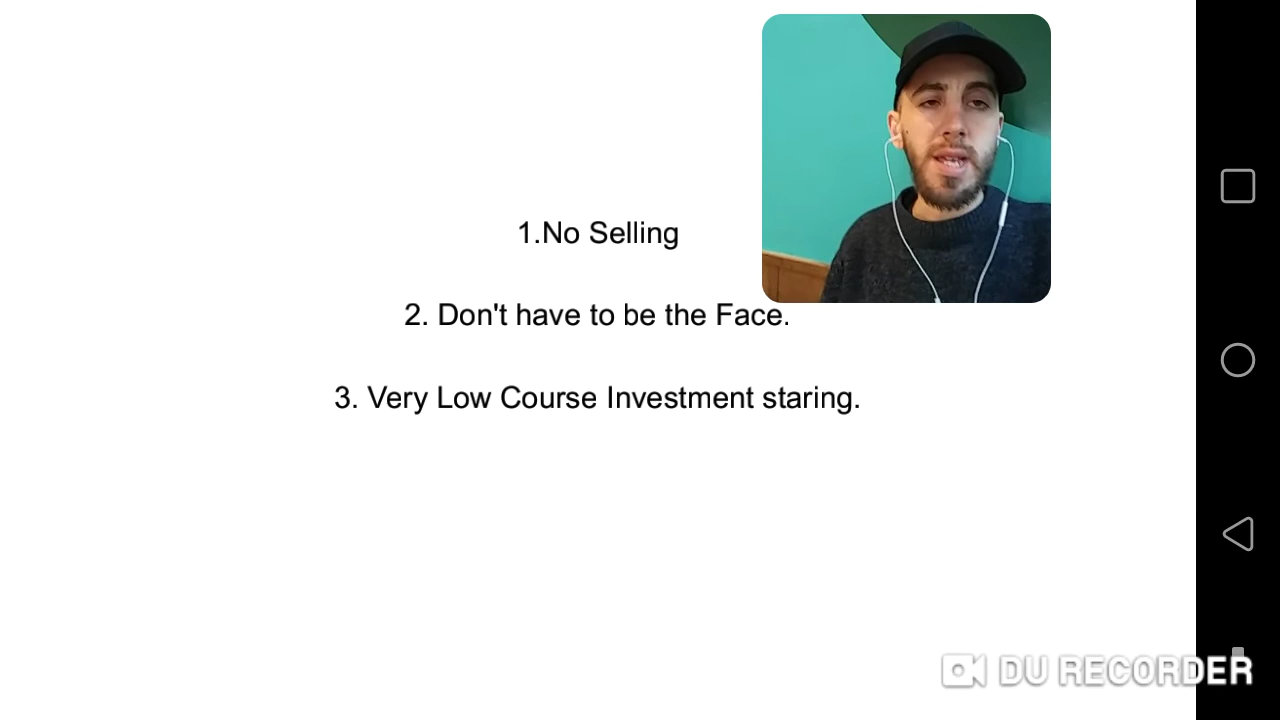 1.No Selling
2. Don't have to be the Face.
3. Very Low Course Investment staring.
DU RECORDER